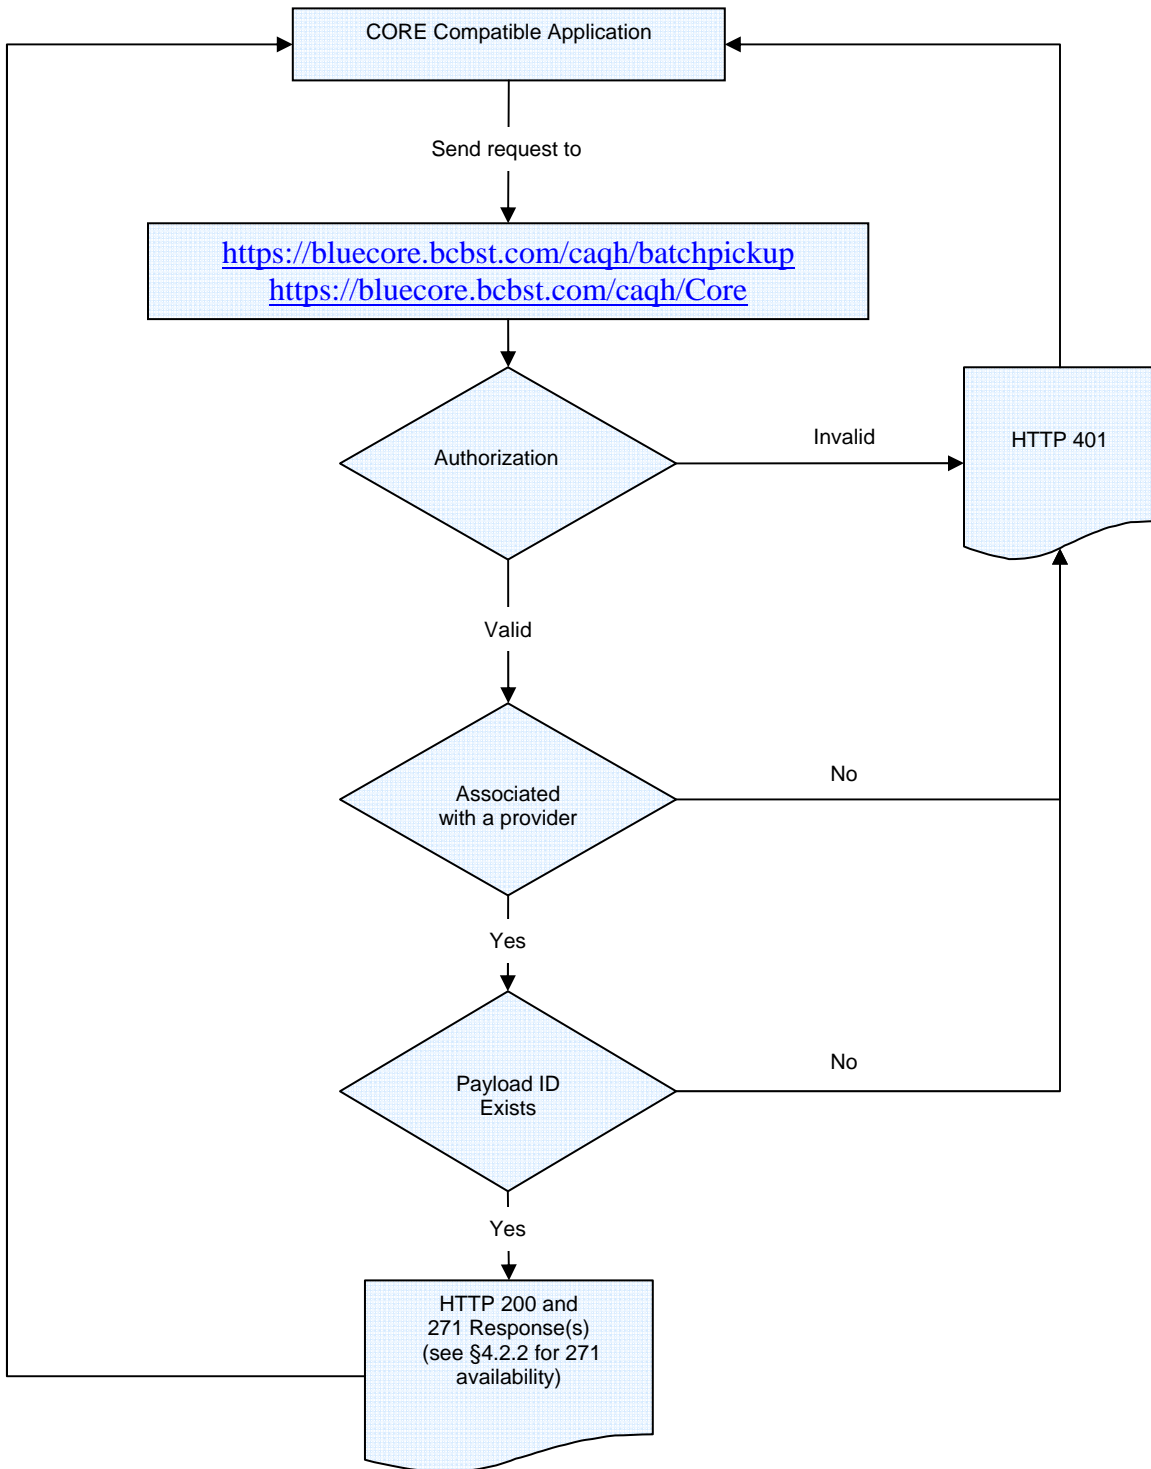 CORE Compatible Application
Send request to
https://bluecore.bcbst.com/caqh/batchpickup
https://bluecore.bcbst.com/caqh/Core
Authorization
Invalid
HTTP 401
Valid
Associated
with a provider
No
Yes
Payload ID
Exists
No
Yes
HTTP 200 and
271 Response(s)
(see §4.2.2 for 271
availability)